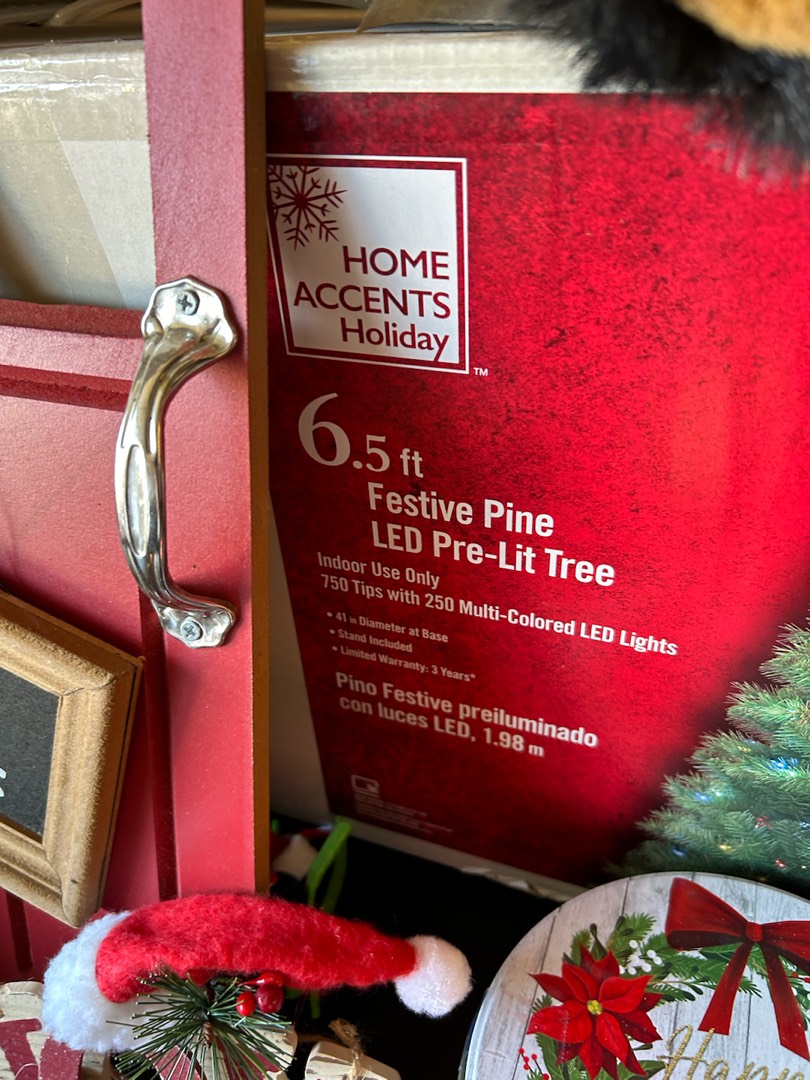 HOME
ACCENTS
Holiday
™
6.5 ft
Festive Pine
LED Pre-Lit Tree
Indoor Use Only
750 Tips with 250 Multi-Colored LED Lights
• 41 in Diameter at Base
• Stand Included
• Limited Warranty: 3 Years*
Pino Festive preiluminado
con luces LED, 1.98 m